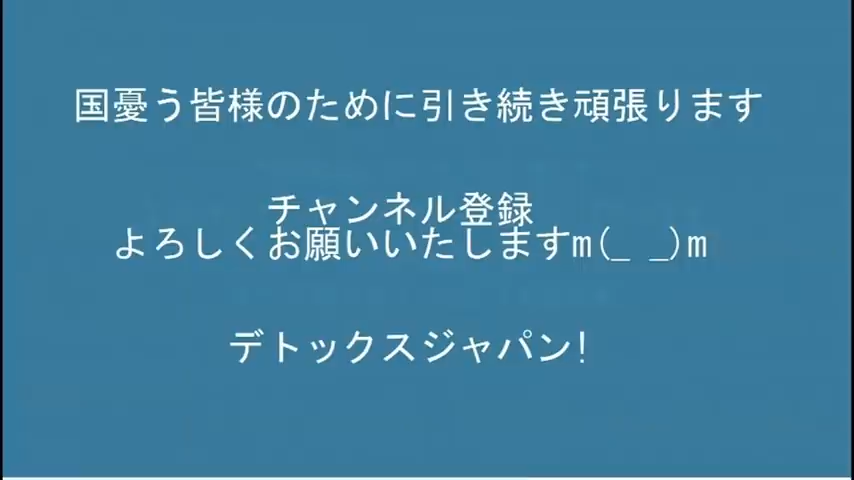 国憂う皆様のために引き続き頑張ります
チャンネル登録
よろしくお願いいたしますm(_ _)m
デトックスジャパン!